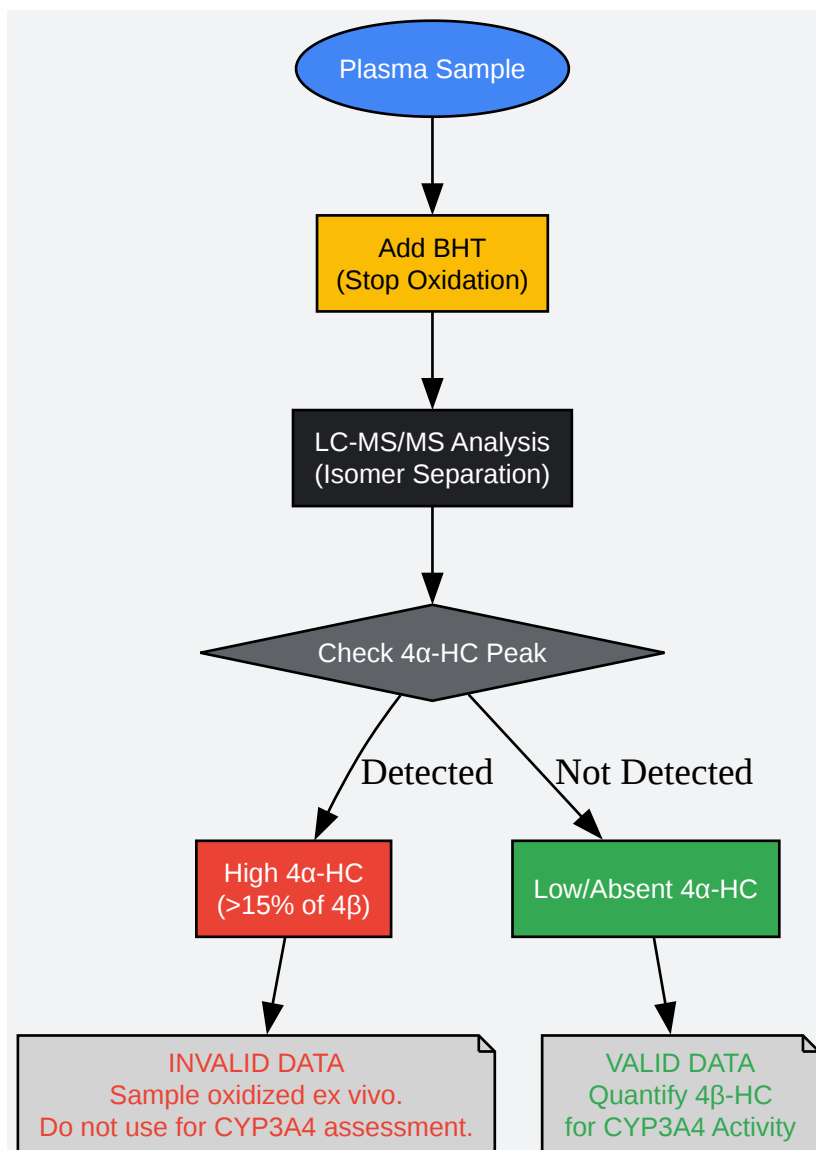 Plasma Sample
Add BHT
(Stop Oxidation)
LC-MS/MS Analysis
(Isomer Separation)
Check 4α-HC Peak
Detected
Not Detected
High 4α-HC
(>15% of 4β)
Low/Absent 4α-HC
INVALID DATA
Sample oxidized ex vivo.
Do not use for CYP3A4 assessment.
VALID DATA
Quantify 4β-HC
for CYP3A4 Activity